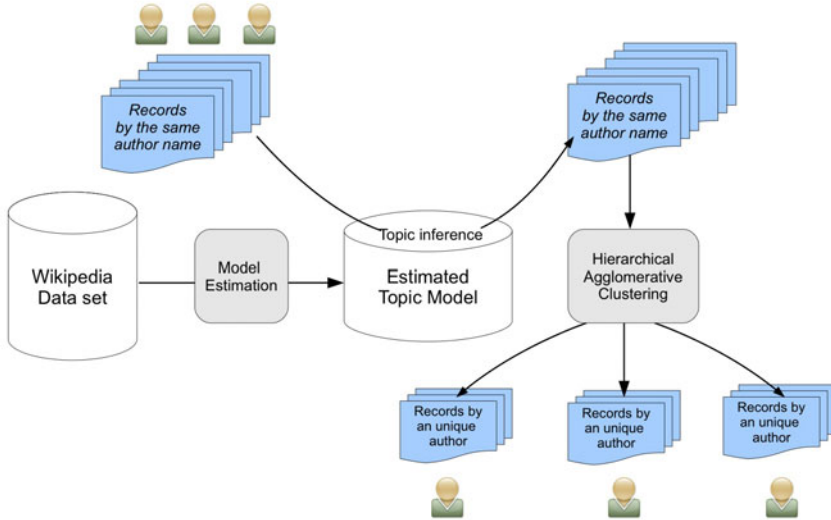 Records
by the same
author name
Records
by the same
author name
Wikipedia
Data set
Model
Estimation
Topic inference
Estimated
Topic Model
Hierarchical
Agglomerative
Clustering
Records by
an unique
author
Records by
an unique
author
Records by
an unique
author